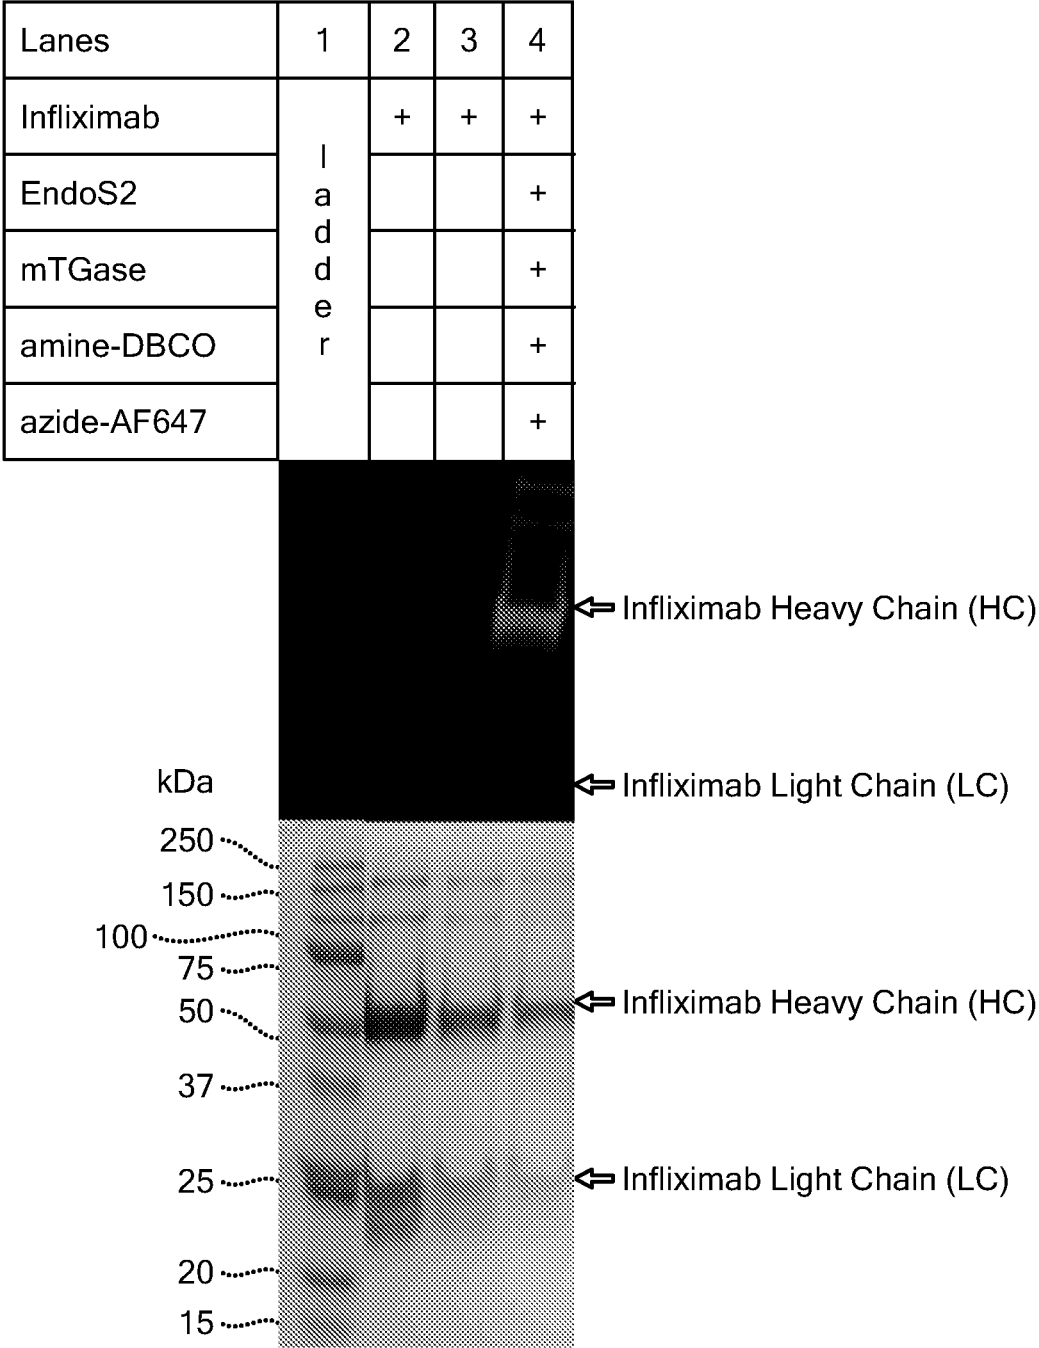 Lanes 1 2 3 4
Infliximab + + +
ladder
EndoS2 +
mTGase +
amine-DBCO +
azide-AF647 +
Infliximab Heavy Chain (HC)
kDa
Infliximab Light Chain (LC)
250
150
100
75
50
Infliximab Heavy Chain (HC)
37
25
Infliximab Light Chain (LC)
20
15